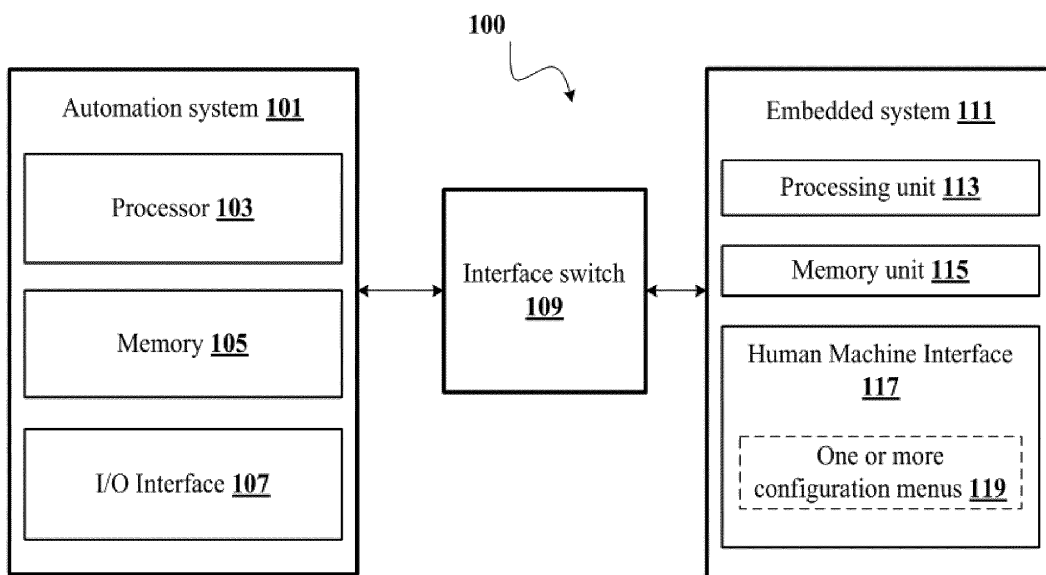 100
Automation system 101
Processor 103
Memory 105
I/O Interface 107
Interface switch
109
Embedded system 111
Processing unit 113
Memory unit 115
Human Machine Interface
117
One or more
configuration menus 119